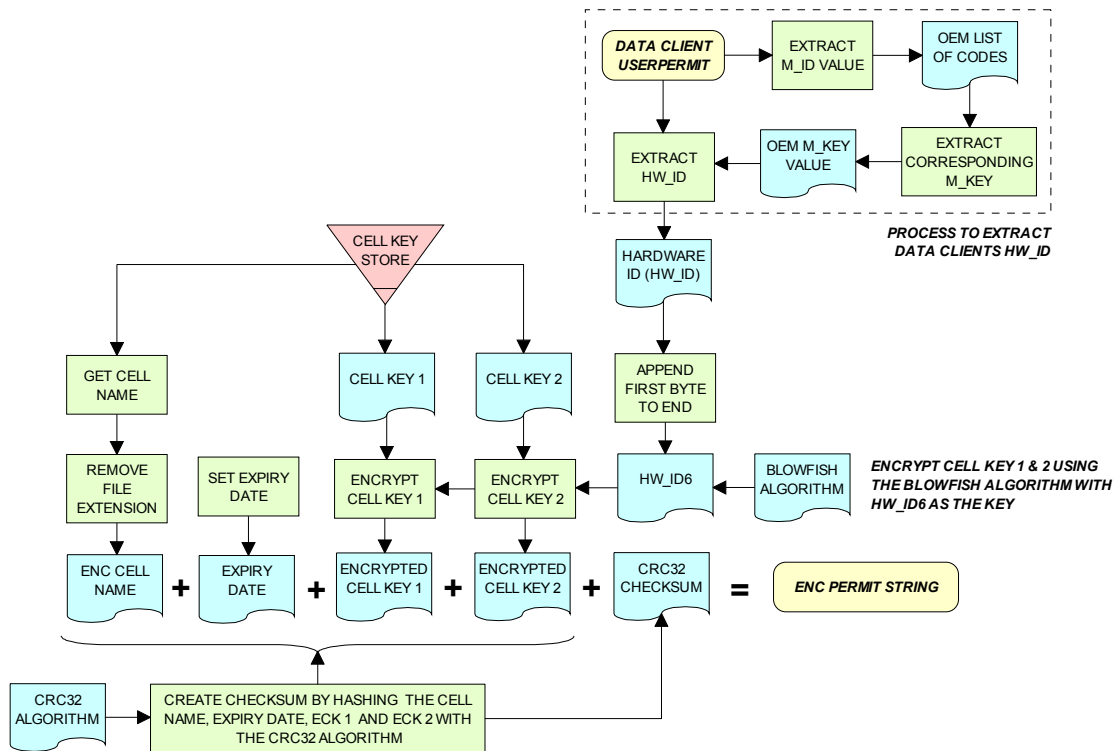 DATA CLIENT
USERPERMIT
EXTRACT
M_ID VALUE
OEM LIST
OF CODES
EXTRACT
HW_ID
OEM M_KEY
VALUE
EXTRACT
CORRESPONDING
M_KEY
PROCESS TO EXTRACT
DATA CLIENTS HW_ID
CELL KEY
STORE
HARDWARE
ID (HW_ID)
GET CELL
NAME
CELL KEY 1
CELL KEY 2
APPEND
FIRST BYTE
TO END
REMOVE
FILE
EXTENSION
SET EXPIRY
DATE
ENCRYPT
CELL KEY 1
ENCRYPT
CELL KEY 2
HW_ID6
BLOWFISH
ALGORITHM
ENCRYPT CELL KEY 1 & 2 USING
THE BLOWFISH ALGORITHM WITH
HW_ID6 AS THE KEY
ENC CELL
NAME
+
EXPIRY
DATE
+
ENCRYPTED
CELL KEY 1
+
ENCRYPTED
CELL KEY 2
+
CRC32
CHECKSUM
=
ENC PERMIT STRING
CRC32
ALGORITHM
CREATE CHECKSUM BY HASHING THE CELL
NAME, EXPIRY DATE, ECK 1 AND ECK 2 WITH
THE CRC32 ALGORITHM